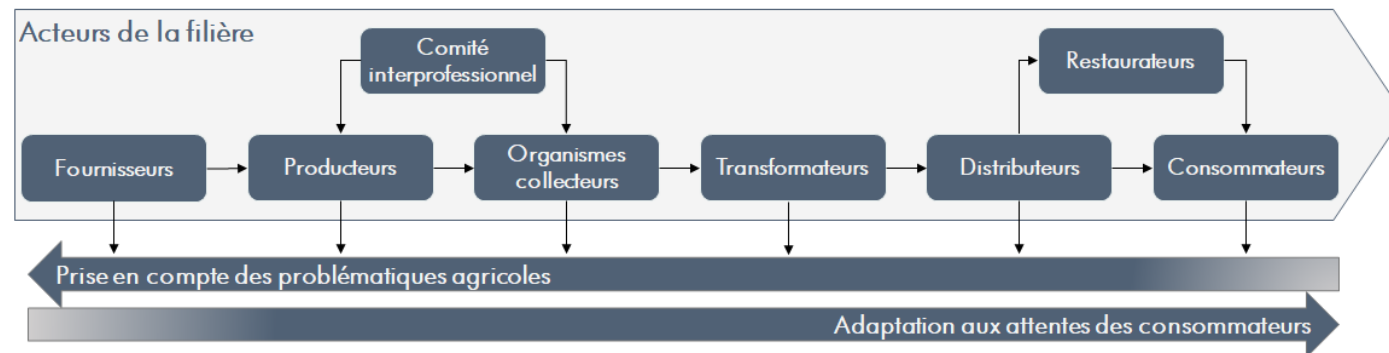 Acteurs de la filière
Comité
interprofessionnel
Restaurateurs
Fournisseurs
Producteurs
Organismes
collecteurs
Transformateurs
Distributeurs
Consommateurs
Prise en compte des problématiques agricoles
Adaptation aux attentes des consommateurs